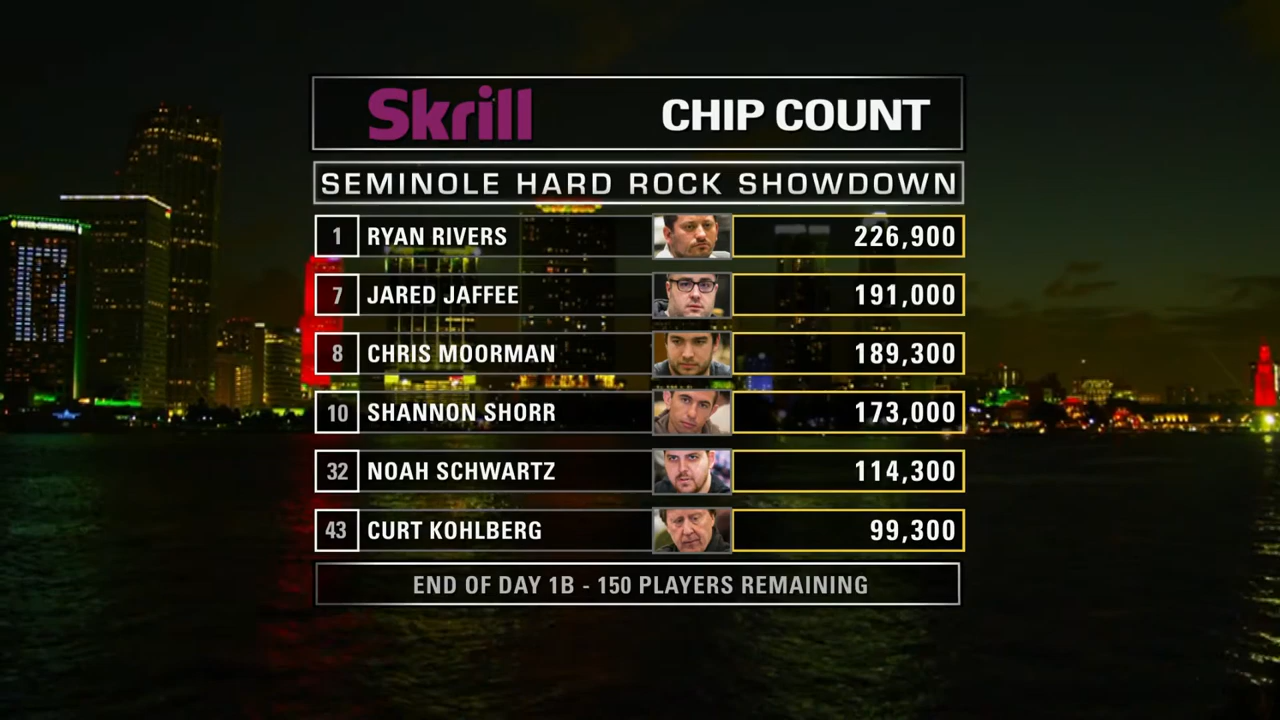 Skrill CHIP COUNT
SEMINOLE HARD ROCK SHOWDOWN
1 RYAN RIVERS 226,900
7 JARED JAFFEE 191,000
8 CHRIS MOORMAN 189,300
10 SHANNON SHORR 173,000
32 NOAH SCHWARTZ 114,300
43 CURT KOHLBERG 99,300
END OF DAY 1B - 150 PLAYERS REMAINING